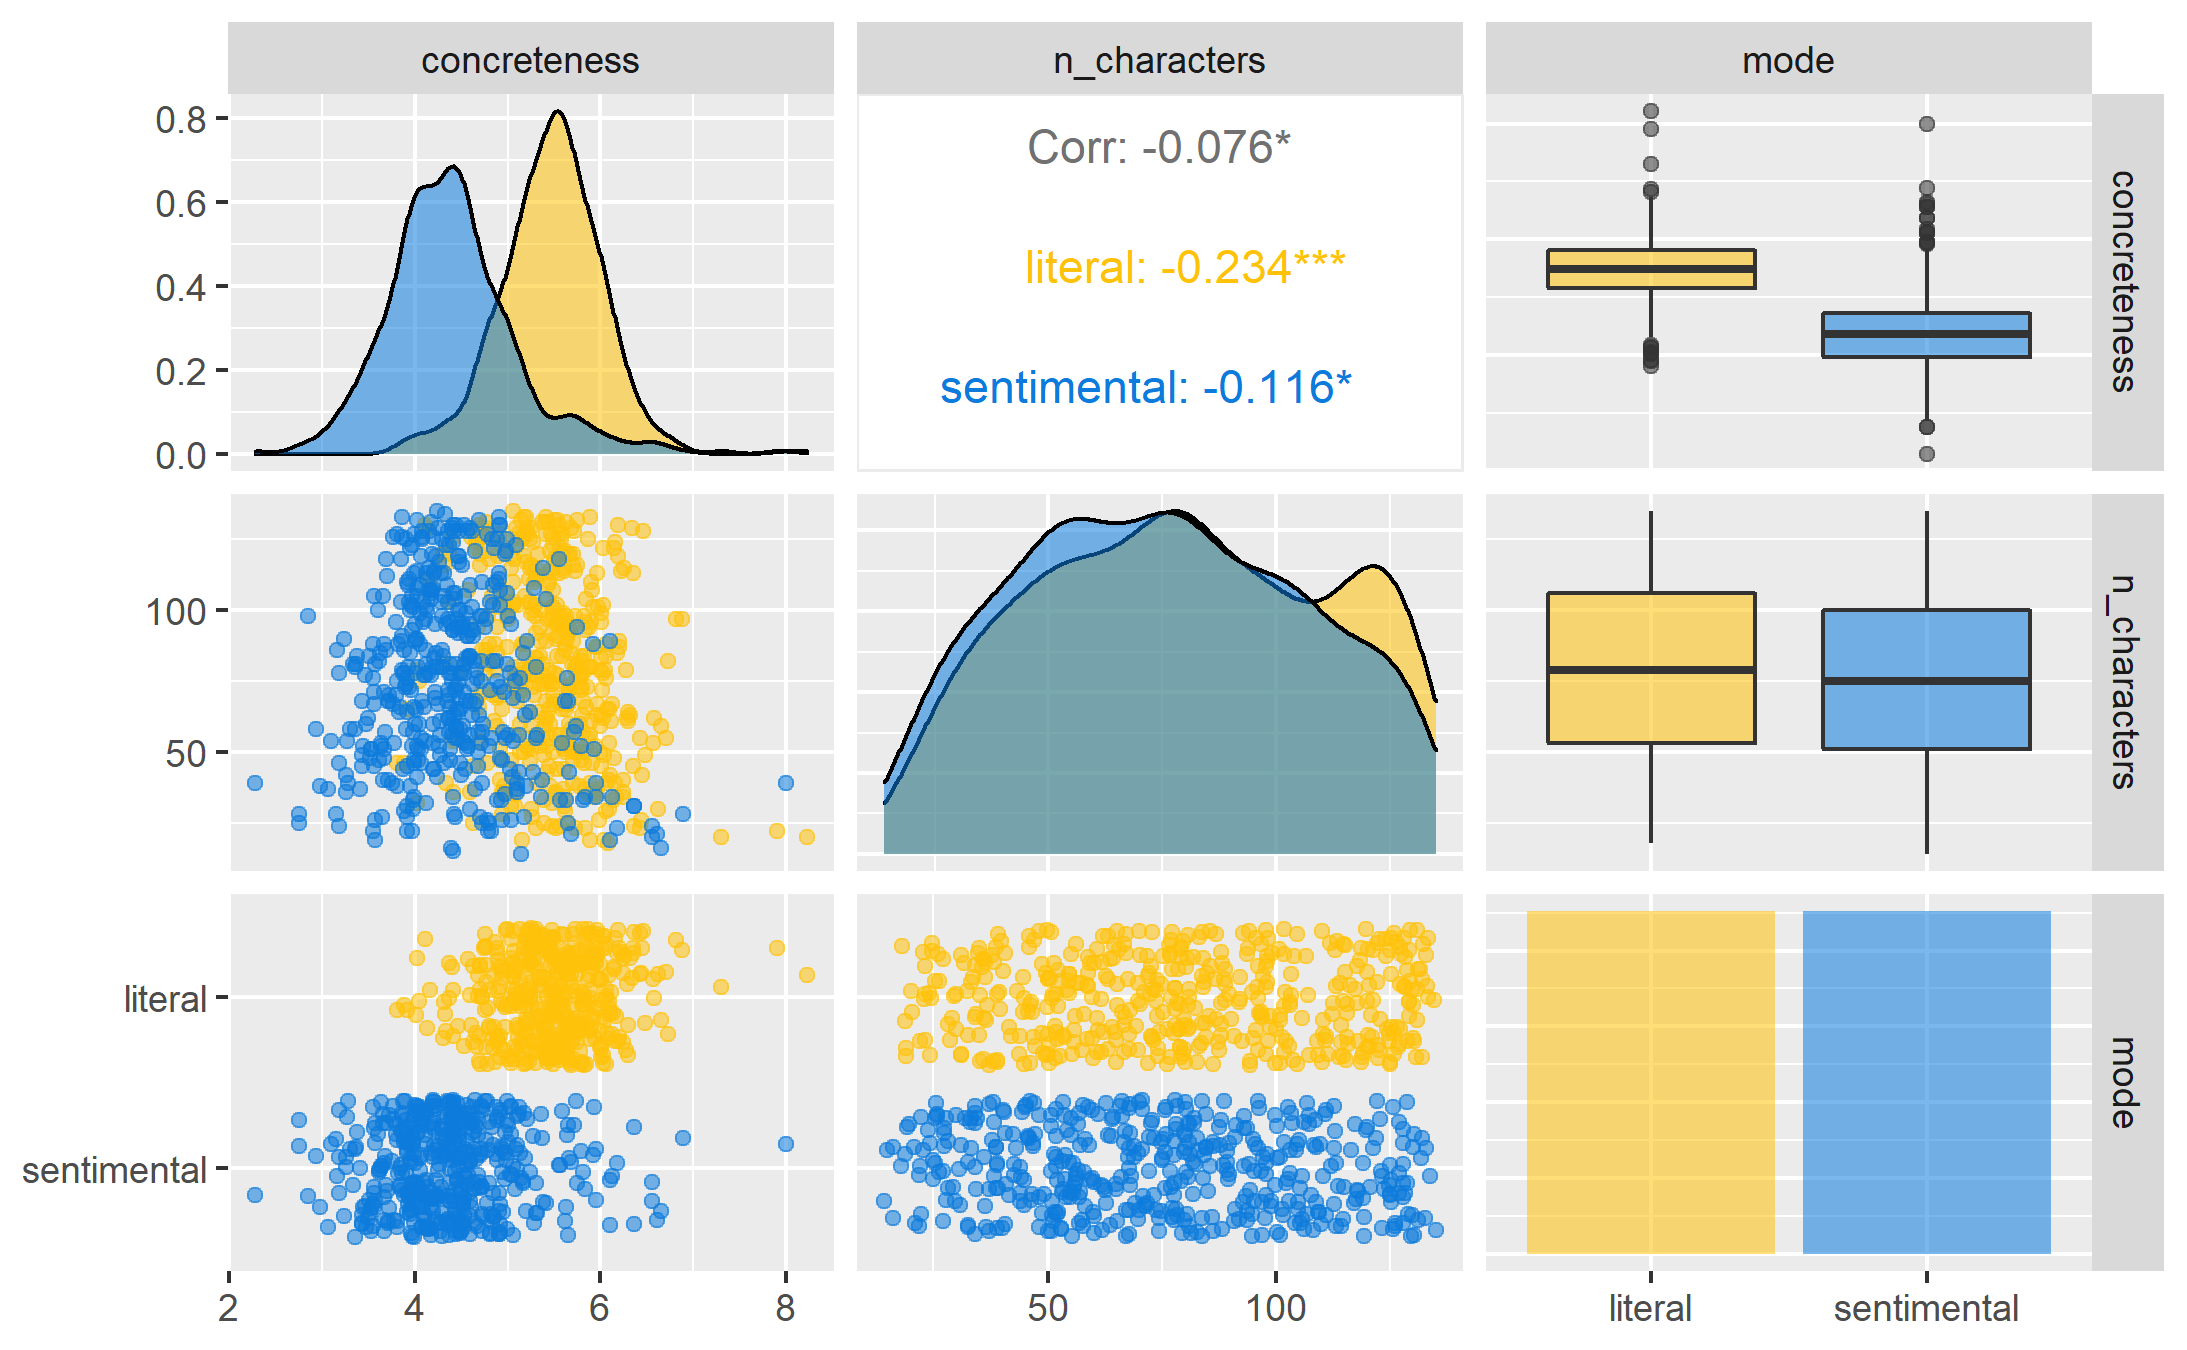 concreteness n_characters mode
0.8
0.6
0.4
0.2
0.0
Corr: -0.076*
literal: -0.234***
sentimental: -0.116*
concreteness
100
50
n_characters
literal
sentimental
mode
2 4 6 8 50 100 literal sentimental